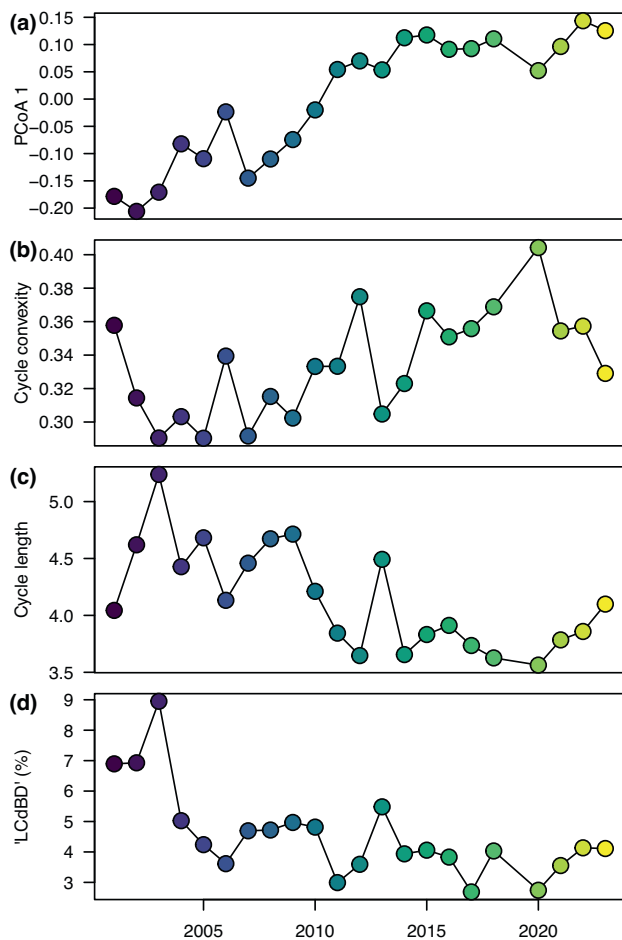 (a)
PCoA 1
0.15
0.10
0.05
0.00
−0.05
−0.10
−0.15
−0.20
(b)
Cycle convexity
0.40
0.38
0.36
0.34
0.32
0.30
(c)
Cycle length
5.0
4.5
4.0
3.5
(d)
'LCdBD' (%)
9
8
7
6
5
4
3
2005 2010 2015 2020